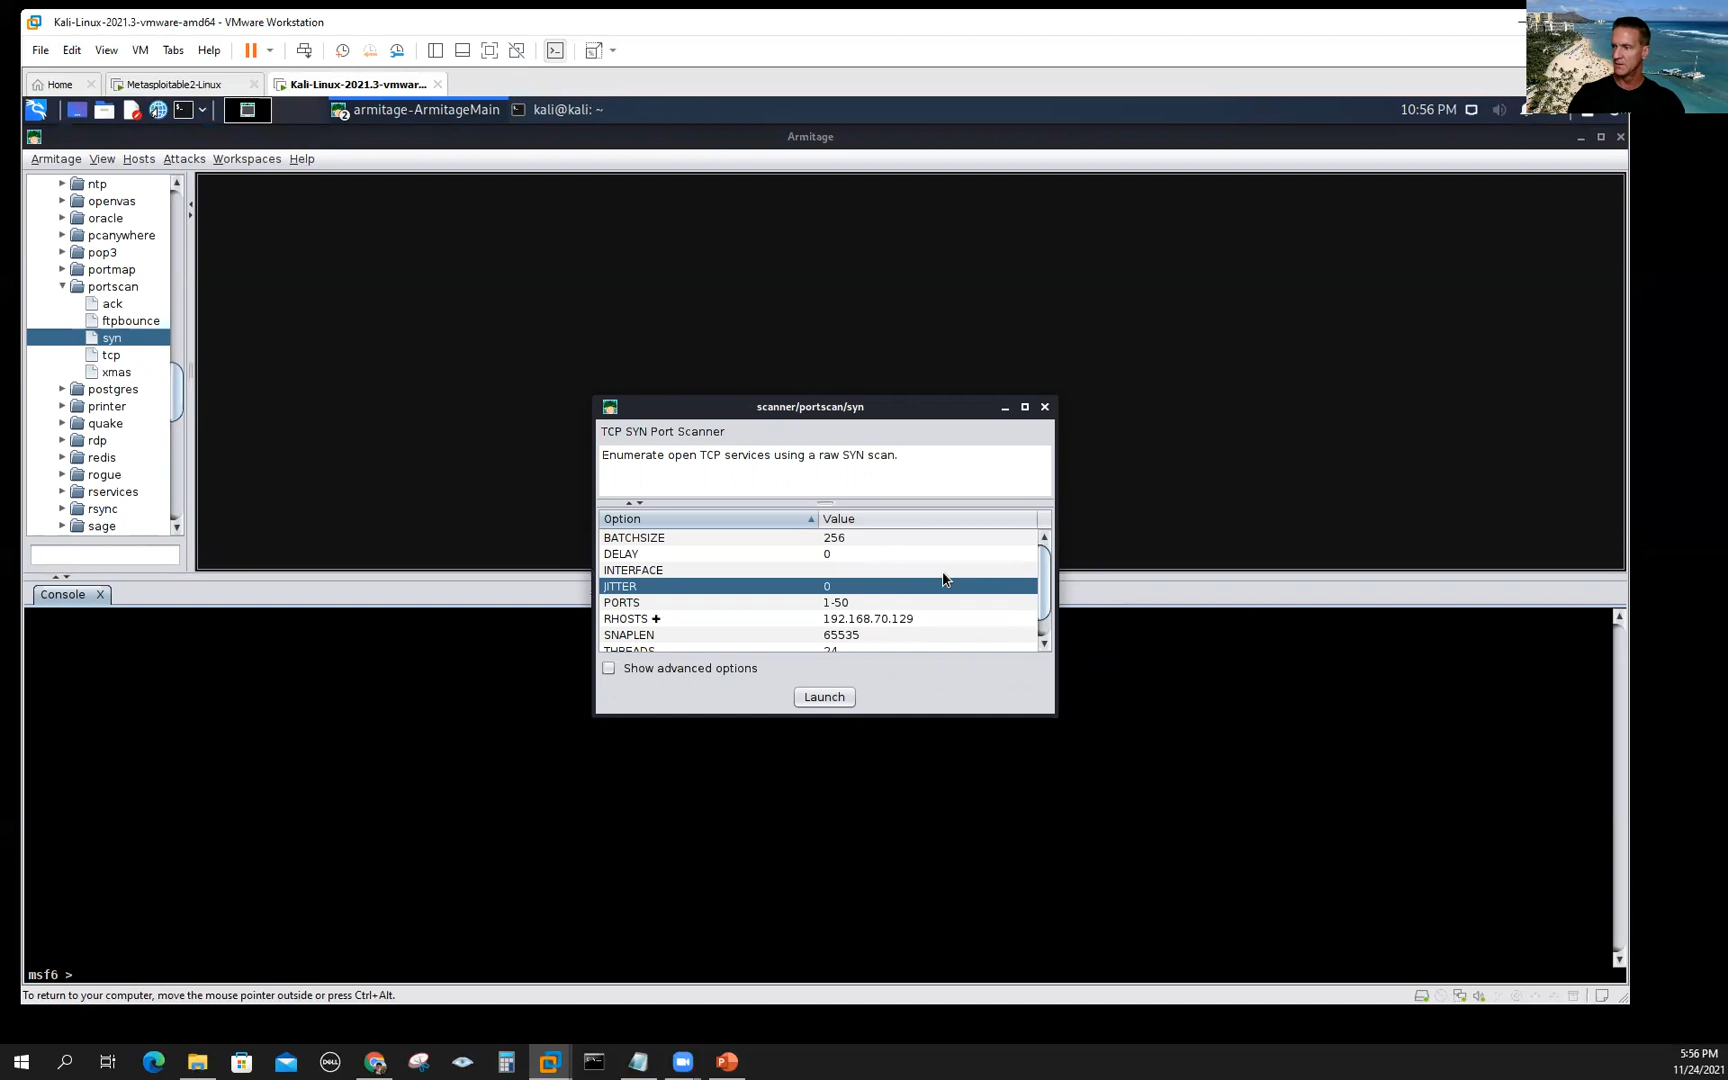 Kali-Linux-2021.3-vmware-amd64 - VMware Workstation
File Edit View VM Tabs Help
Home Metasploitable2-Linux Kali-Linux-2021.3-vmwar...
armitage-ArmitageMain kali@kali: ~ 10:56 PM
Armitage
Armitage View Hosts Attacks Workspaces Help
ntp
openvas
oracle
pcanywhere
pop3
portmap
portscan
ack
ftpbounce
syn
tcp
xmas
postgres
printer
quake
rdp
redis
rogue
rservices
rsync
sage
scanner/portscan/syn
TCP SYN Port Scanner
Enumerate open TCP services using a raw SYN scan.
Option Value
BATCHSIZE 256
DELAY 0
INTERFACE
JITTER 0
PORTS 1-50
RHOSTS ✚ 192.168.70.129
SNAPLEN 65535
THREADS 24
Show advanced options
Launch
Console X
msf6 >
To return to your computer, move the mouse pointer outside or press Ctrl+Alt.
DELL
5:56 PM
11/24/2021